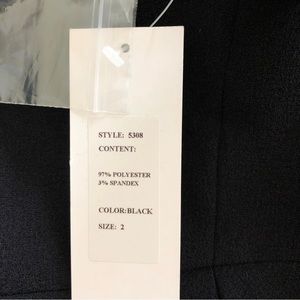 STYLE: 5308
CONTENT:
97% POLYESTER
3% SPANDEX
COLOR:BLACK
SIZE: 2